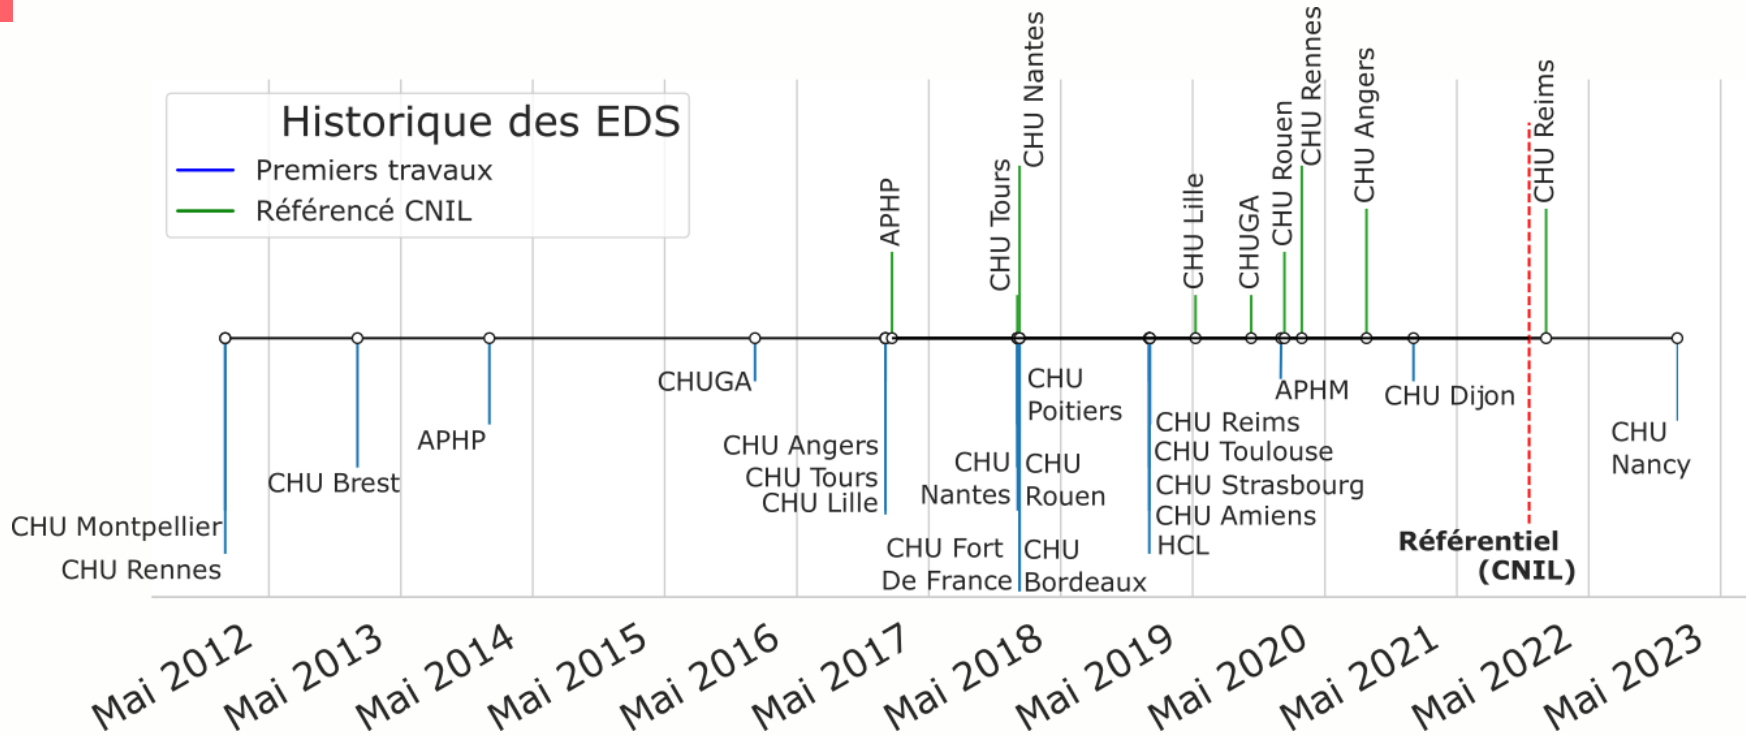 Historique des EDS
Premiers travaux
Référencé CNIL
APHP
CHU Tours
CHU Nantes
CHU Lille
CHUGA
CHU Rouen
CHU Rennes
CHU Angers
CHU Reims
CHU Montpellier
CHU Rennes
CHU Brest
APHP
CHUGA
CHU Angers
CHU Tours
CHU Lille
CHU
Poitiers
CHU
Nantes
CHU
Rouen
CHU Fort
De France
CHU
Bordeaux
CHU Reims
CHU Toulouse
CHU Strasbourg
CHU Amiens
HCL
APHM
CHU Dijon
Référentiel
(CNIL)
CHU
Nancy
Mai 2012
Mai 2013
Mai 2014
Mai 2015
Mai 2016
Mai 2017
Mai 2018
Mai 2019
Mai 2020
Mai 2021
Mai 2022
Mai 2023